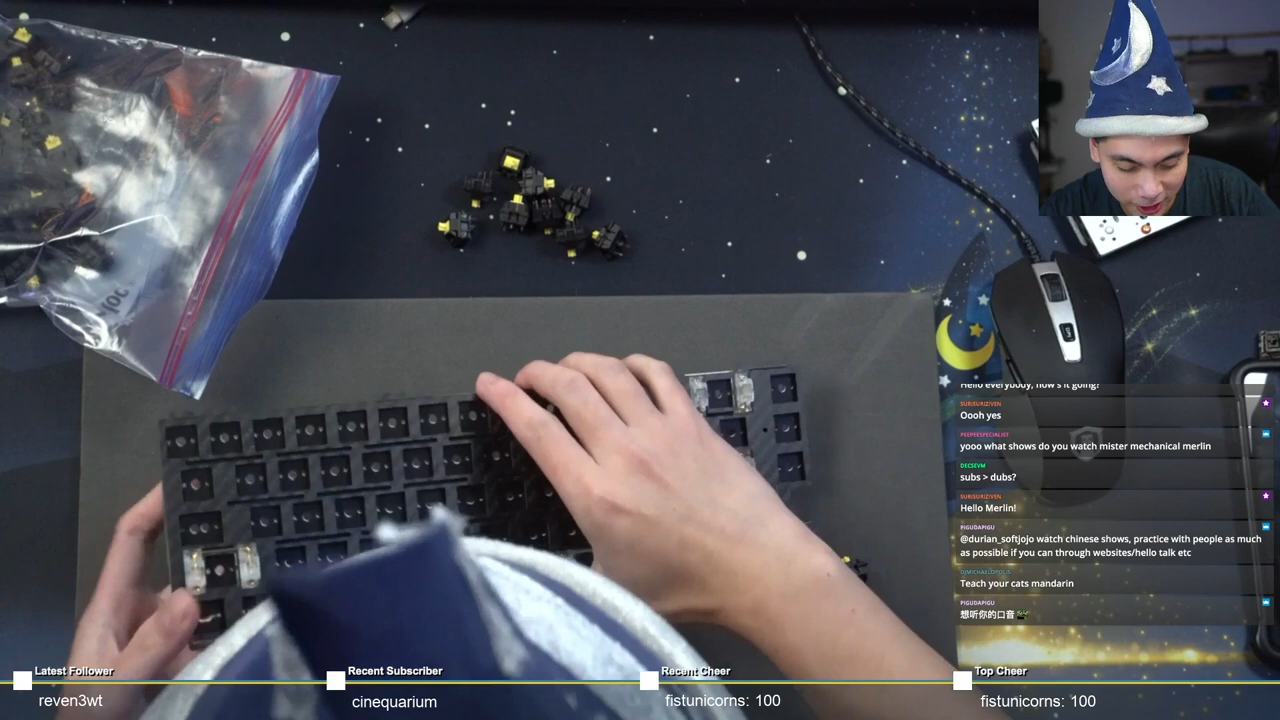 Hello everybody, how's it going?
SURISURIZIVEN
Oooh yes
PEEPEESPECIALIST
yooo what shows do you watch mister mechanical merlin
DECSEVM
subs > dubs?
SURISURIZIVEN
Hello Merlin!
PIGUDAPIGU
@durlan_softjojo watch chinese shows, practice with people as much
as possible if you can through websites/hello talk etc
Teach your cats mandarin
PIGUDAPIGU
想听你的口音
Latest Follower
reven3wt
Recent Subscriber
cinequarium
Recent Cheer
fistunicorns: 100
Top Cheer
fistunicorns: 100